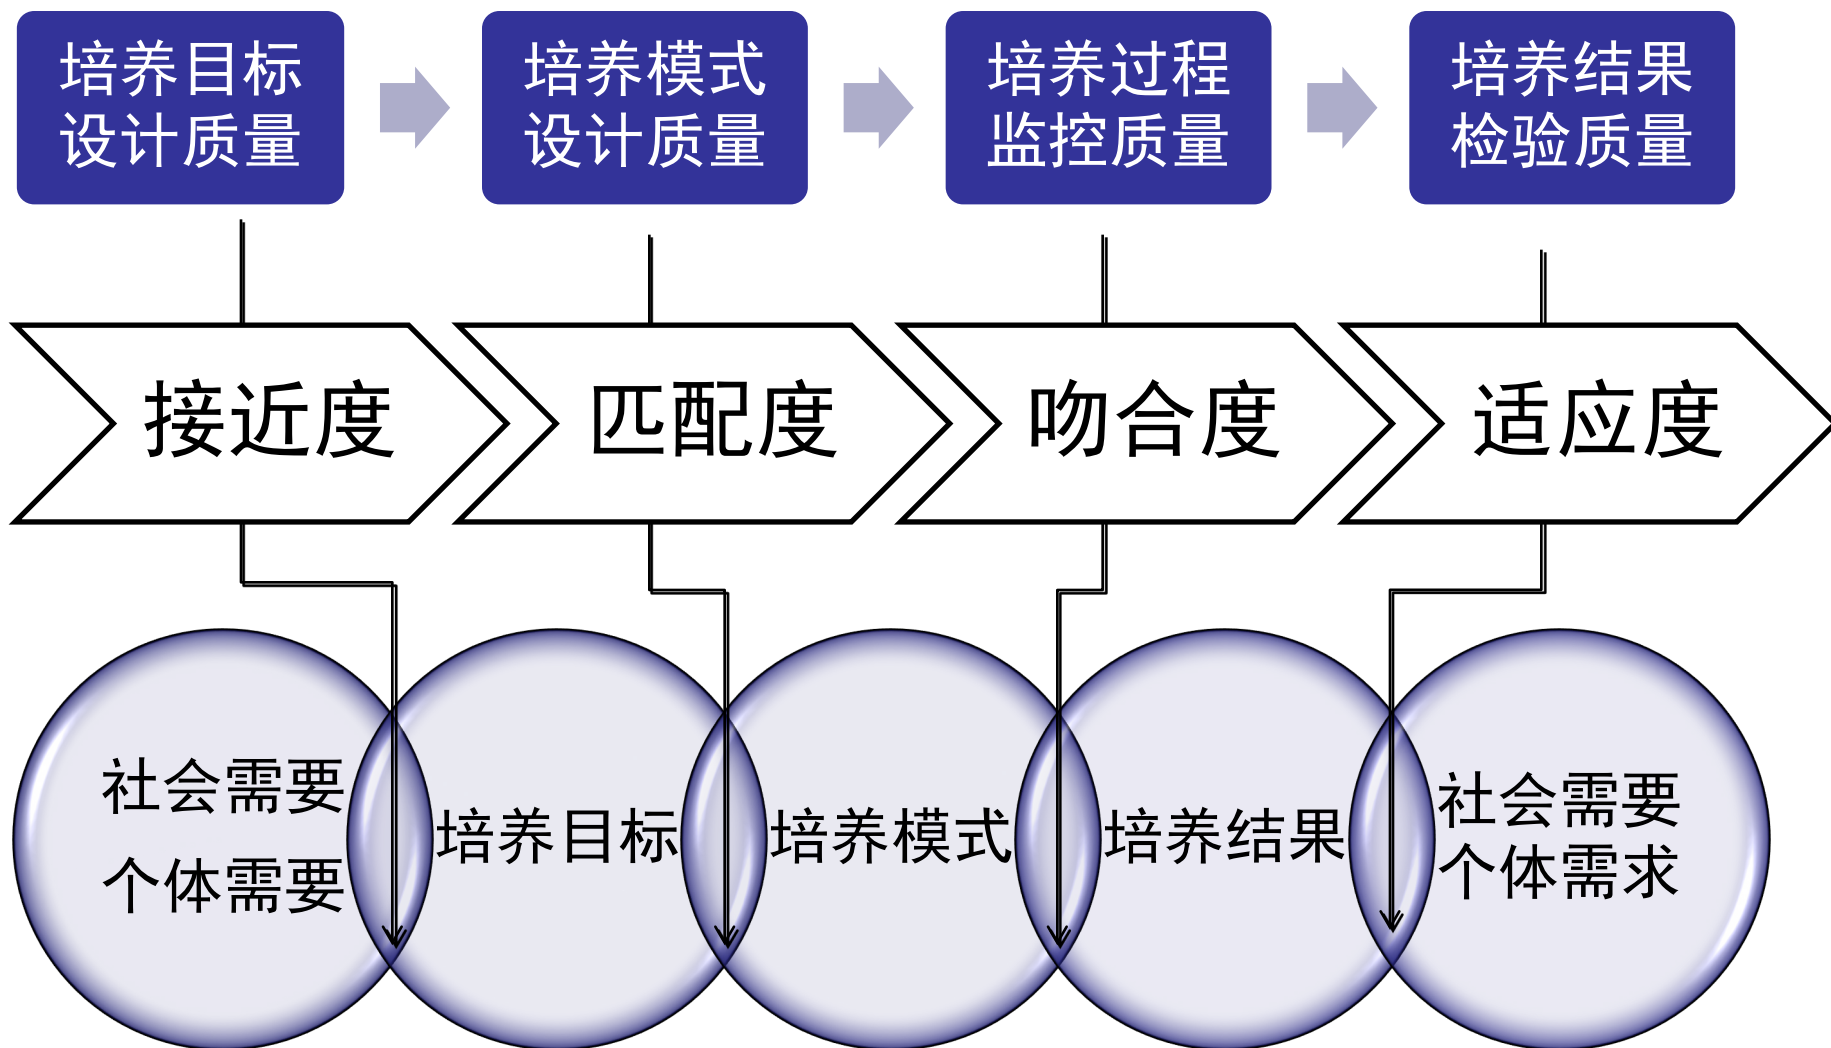 培养目标
设计质量
培养模式
设计质量
培养过程
监控质量
培养结果
检验质量
接近度
匹配度
吻合度
适应度
社会需要
个体需要
培养目标
培养模式
培养结果
社会需要
个体需求